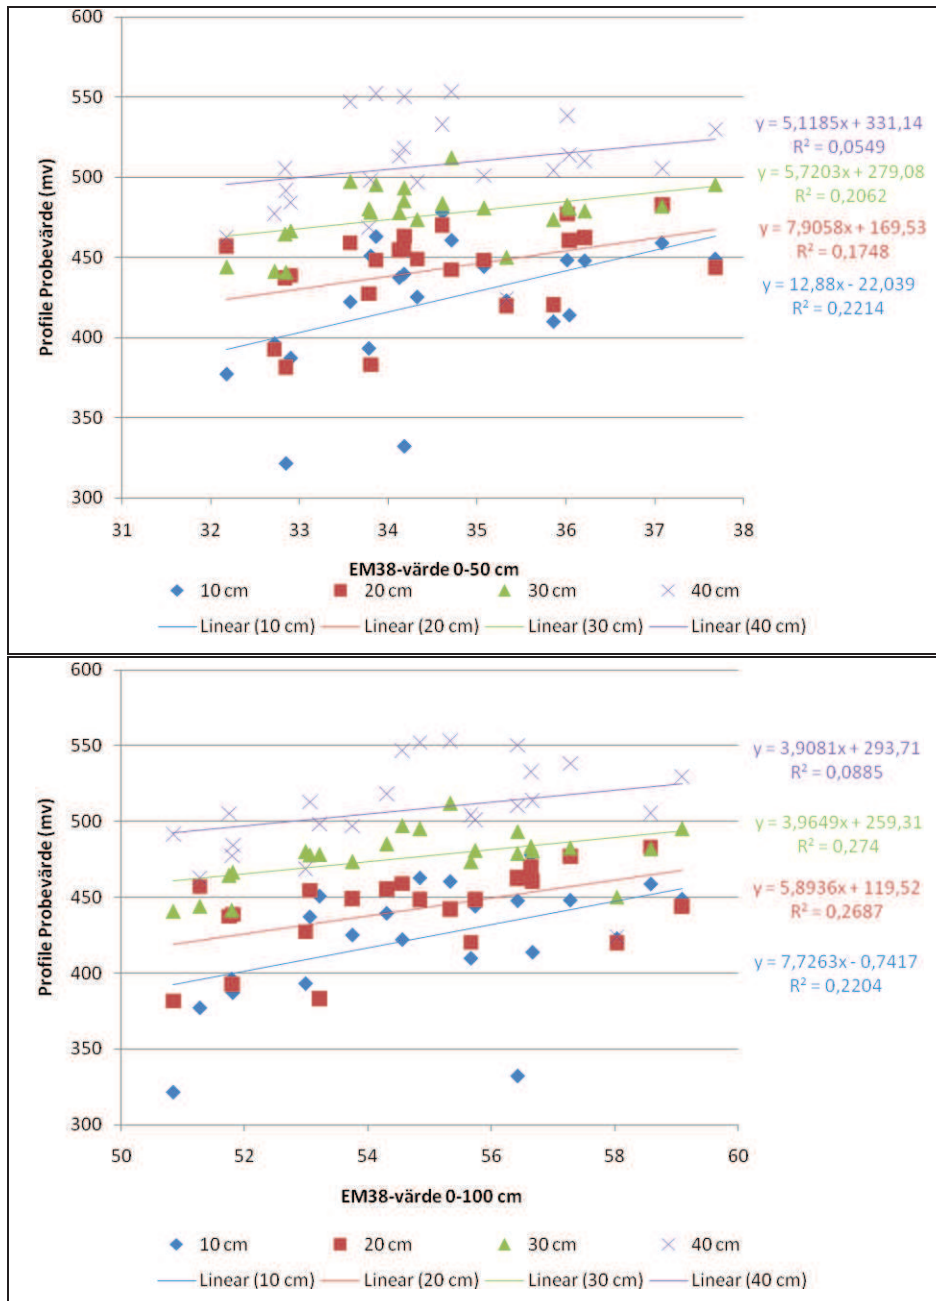 600
550
500
450
400
350
300
Profile Probevärde (mv)
y = 5,1185x + 331,14
R² = 0,0549
y = 5,7203x + 279,08
R² = 0,2062
y = 7,9058x + 169,53
R² = 0,1748
y = 12,88x - 22,039
R² = 0,2214
31 32 33 34 35 36 37 38
EM38-värde 0-50 cm
10 cm 20 cm 30 cm 40 cm
Linear (10 cm) Linear (20 cm) Linear (30 cm) Linear (40 cm)
600
550
500
450
400
350
300
Profile Probevärde (mv)
y = 3,9081x + 293,71
R² = 0,0885
y = 3,9649x + 259,31
R² = 0,274
y = 5,8936x + 119,52
R² = 0,2687
y = 7,7263x - 0,7417
R² = 0,2204
50 52 54 56 58 60
EM38-värde 0-100 cm
10 cm 20 cm 30 cm 40 cm
Linear (10 cm) Linear (20 cm) Linear (30 cm) Linear (40 cm)